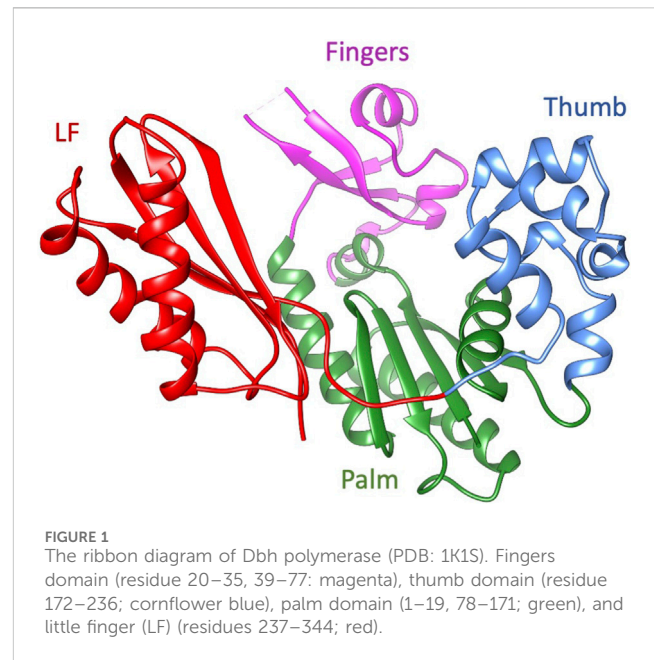 Fingers
Thumb
LF
Palm
FIGURE 1
The ribbon diagram of Dbh polymerase (PDB: 1K1S). Fingers
domain (residue 20–35, 39–77: magenta), thumb domain (residue
172–236; cornflower blue), palm domain (1–19, 78–171; green), and
little finger (LF) (residues 237–344; red).